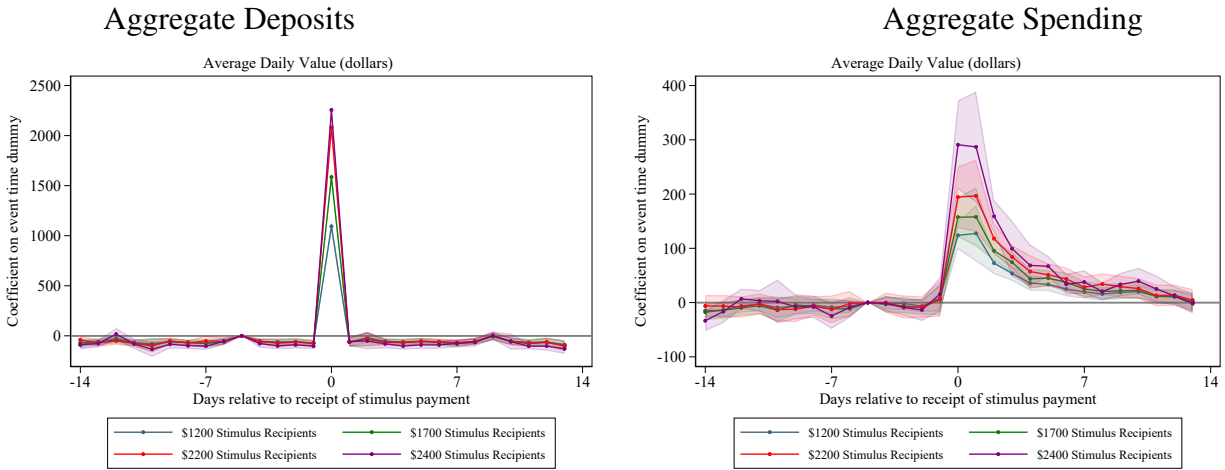 Aggregate Deposits
Average Daily Value (dollars)
Coefficient on event time dummy
2500
2000
1500
1000
500
0
-14 -7 0 7 14
Days relative to receipt of stimulus payment
$1200 Stimulus Recipients $1700 Stimulus Recipients
$2200 Stimulus Recipients $2400 Stimulus Recipients
Aggregate Spending
Average Daily Value (dollars)
Coefficient on event time dummy
400
300
200
100
0
-100
-14 -7 0 7 14
Days relative to receipt of stimulus payment
$1200 Stimulus Recipients $1700 Stimulus Recipients
$2200 Stimulus Recipients $2400 Stimulus Recipients